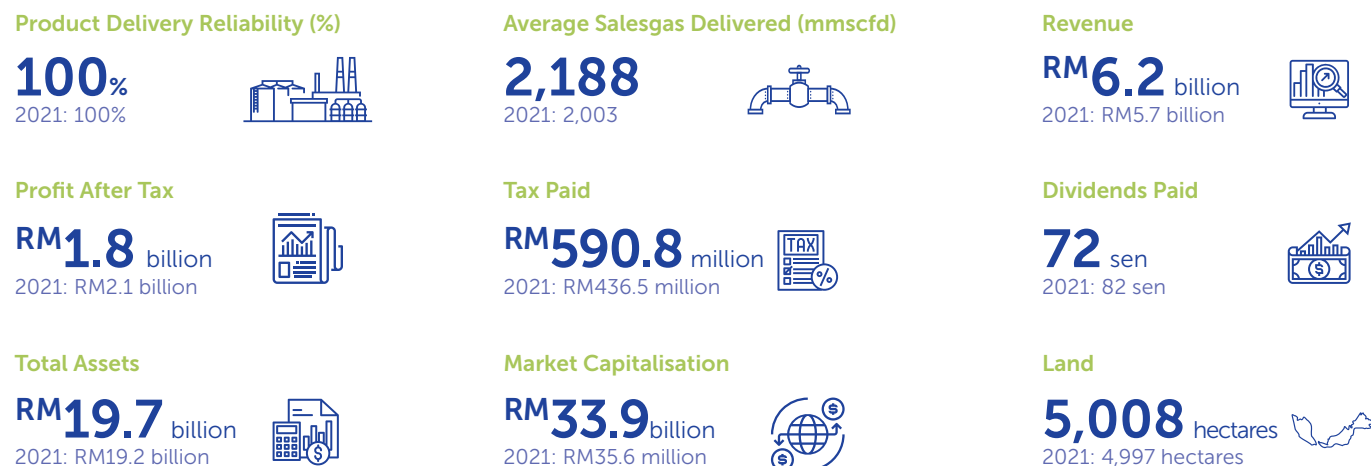 Product Delivery Reliability (%)
100%
2021: 100%
Average Salesgas Delivered (mmscfd)
2,188
2021: 2,003
Revenue
RM6.2 billion
2021: RM5.7 billion
Profit After Tax
RM1.8 billion
2021: RM2.1 billion
Tax Paid
RM590.8 million
2021: RM436.5 million
TAX
%
Dividends Paid
72 sen
2021: 82 sen
$
Total Assets
RM19.7 billion
2021: RM19.2 billion
$
Market Capitalisation
RM33.9billion
2021: RM35.6 million
$
$
Land
5,008 hectares
2021: 4,997 hectares